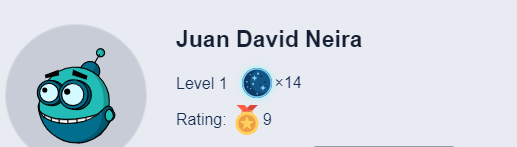 Juan David Neira
Level 1 ×14
Rating: 9